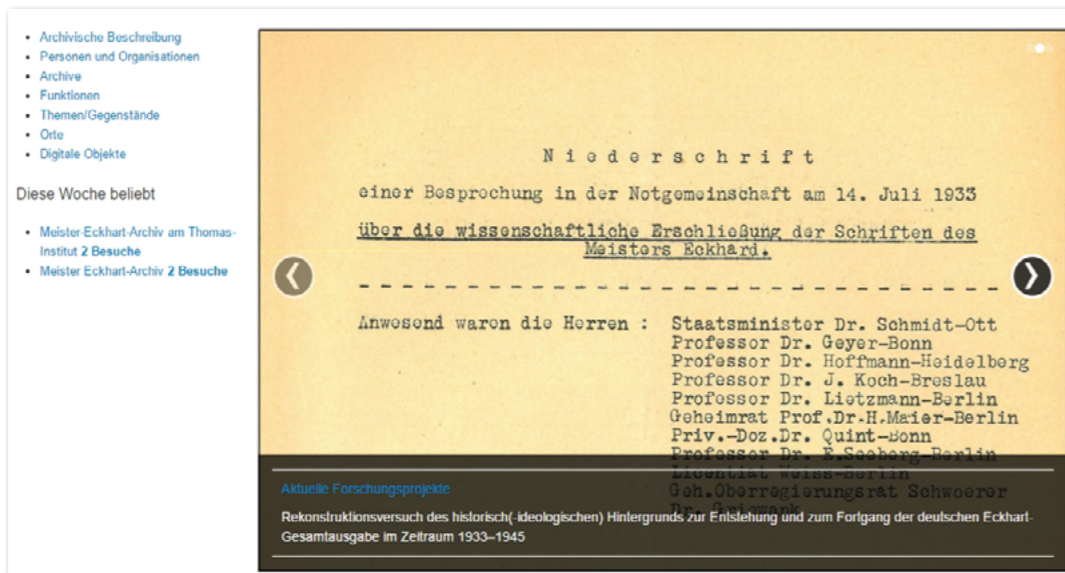 Archivische Beschreibung
Personen und Organisationen
Archive
Funktionen
Themen/Gegenstände
Orte
Digitale Objekte
Diese Woche beliebt
Meister-Eckhart-Archiv am Thomas-
Institut 2 Besuche
Meister Eckhart-Archiv 2 Besuche
Niederschrift
einer Besprechung in der Notgemeinschaft am 14. Juli 1933
über die wissenschaftliche Erschließung der Schriften des
Meisters Eckhard.
Anwesend waren die Herren : Staatsminister Dr. Schmidt-Ott
Professor Dr. Geyer-Bonn
Professor Dr. Hoffmann-Heidelberg
Professor Dr. J. Koch-Breslau
Professor Dr. Lietzmann-Berlin
Geheimrat Prof.Dr.H.Maier-Berlin
Priv.-Doz.Dr. Quint-Bonn
Professor Dr. E.Seeberg-Berlin
Licentiat Weiss-Berlin
Geh.Oberregierungsrat Schwoerer
Dr. Griewank
Aktuelle Forschungsprojekte
Rekonstruktionsversuch des historisch(-ideologischen) Hintergrunds zur Entstehung und zum Fortgang der deutschen Eckhart-
Gesamtausgabe im Zeitraum 1933–1945